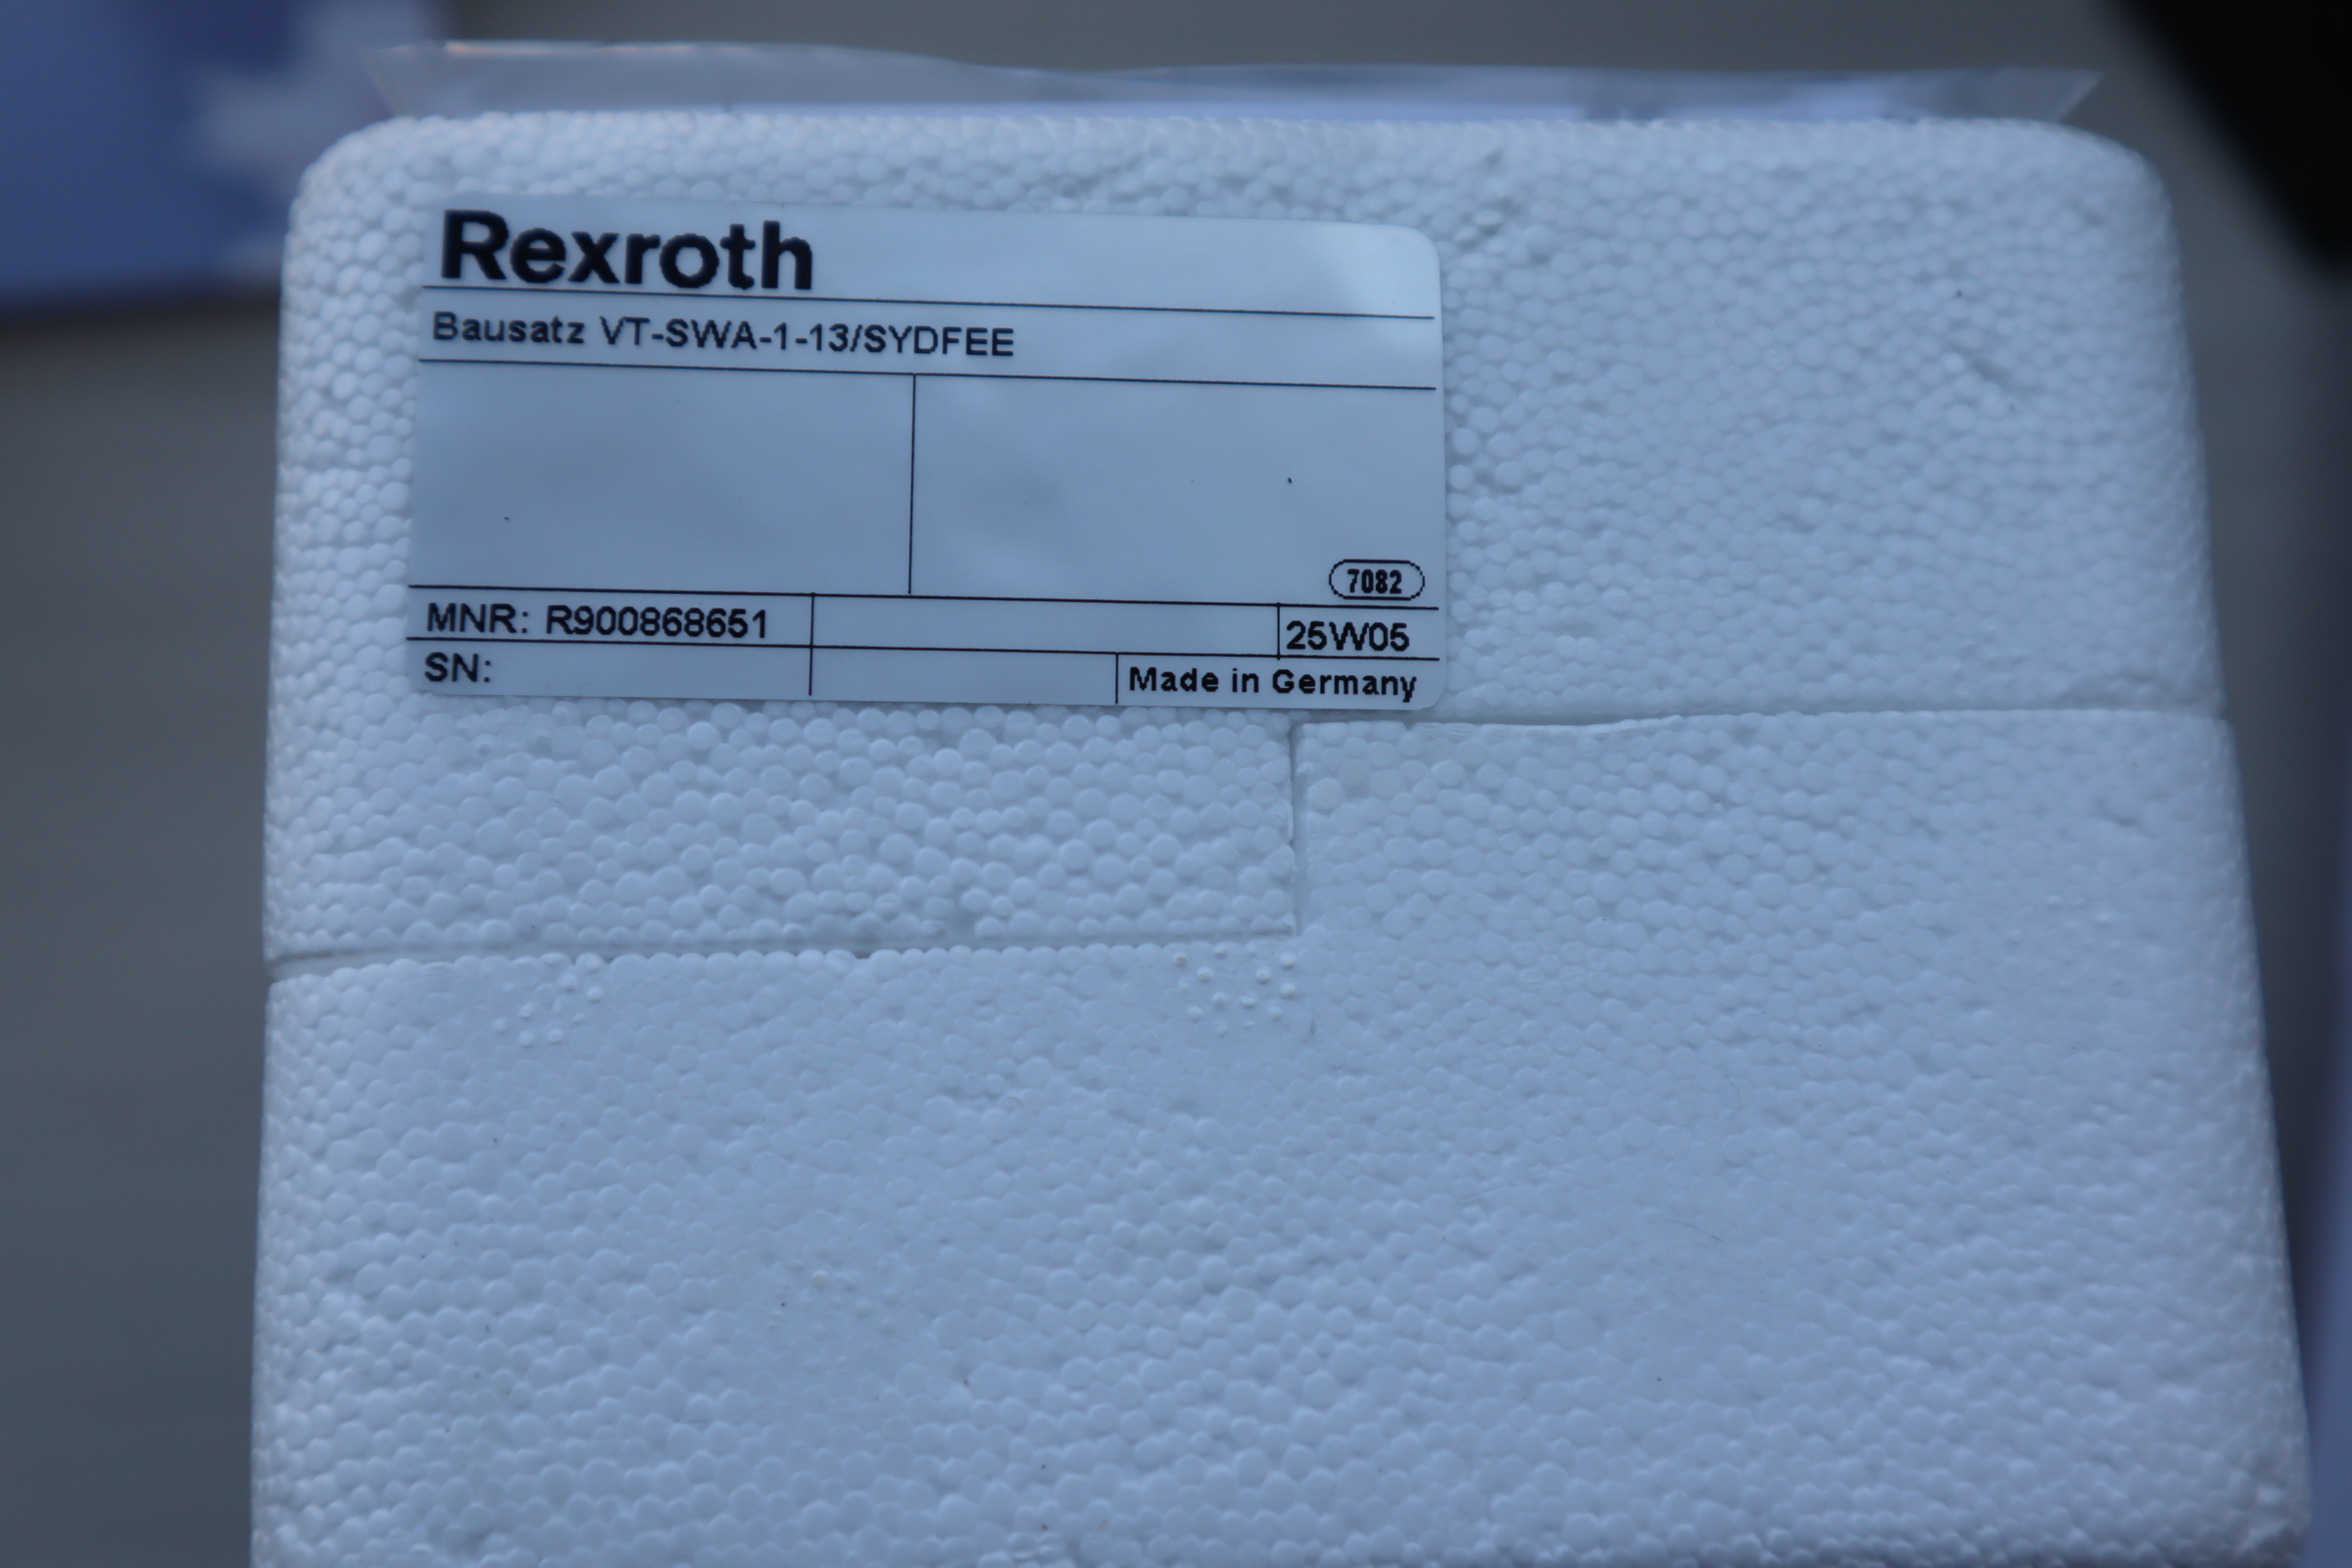 Rexroth
Bausatz VT-SWA-1-13/SYDFEE
7082
MNR: R900868651
25W05
SN:
Made in Germany